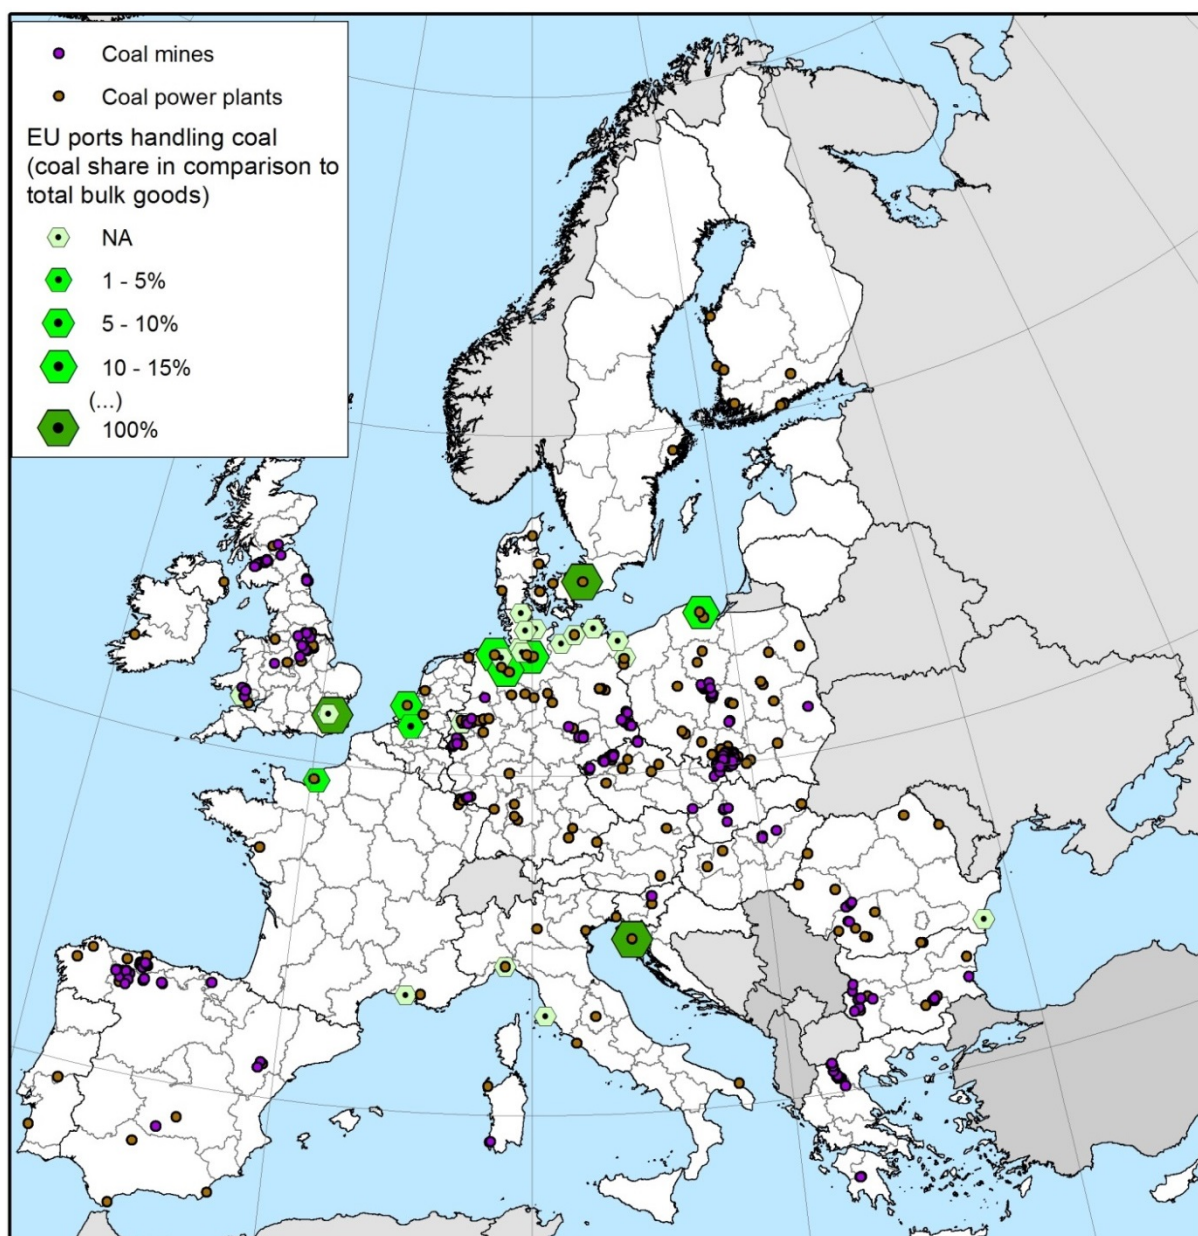 Coal mines
Coal power plants
EU ports handling coal
(coal share in comparison to
total bulk goods)
NA
1 - 5%
5 - 10%
10 - 15%
(...)
100%